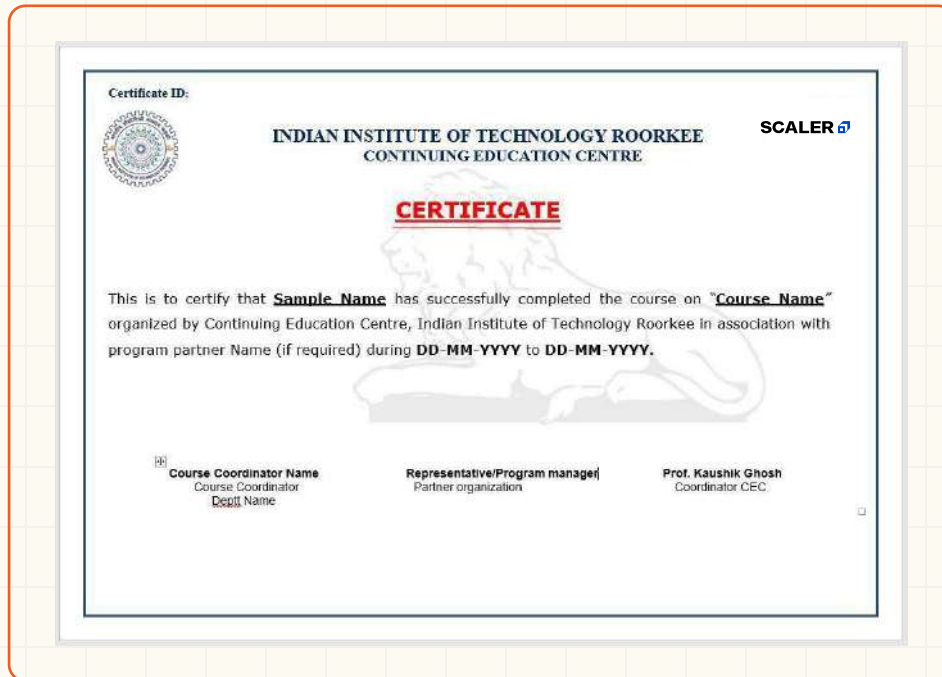 Certificate ID:
SCALER
INDIAN INSTITUTE OF TECHNOLOGY ROORKEE
CONTINUING EDUCATION CENTRE
CERTIFICATE
This is to certify that Sample Name has successfully completed the course on "Course Name"
organized by Continuing Education Centre, Indian Institute of Technology Roorkee in association with
program partner Name (if required) during DD-MM-YYYY to DD-MM-YYYY.
Course Coordinator Name
Course Coordinator
Deptt Name
Representative/Program manager
Partner organization
Prof. Kaushik Ghosh
Coordinator CEC